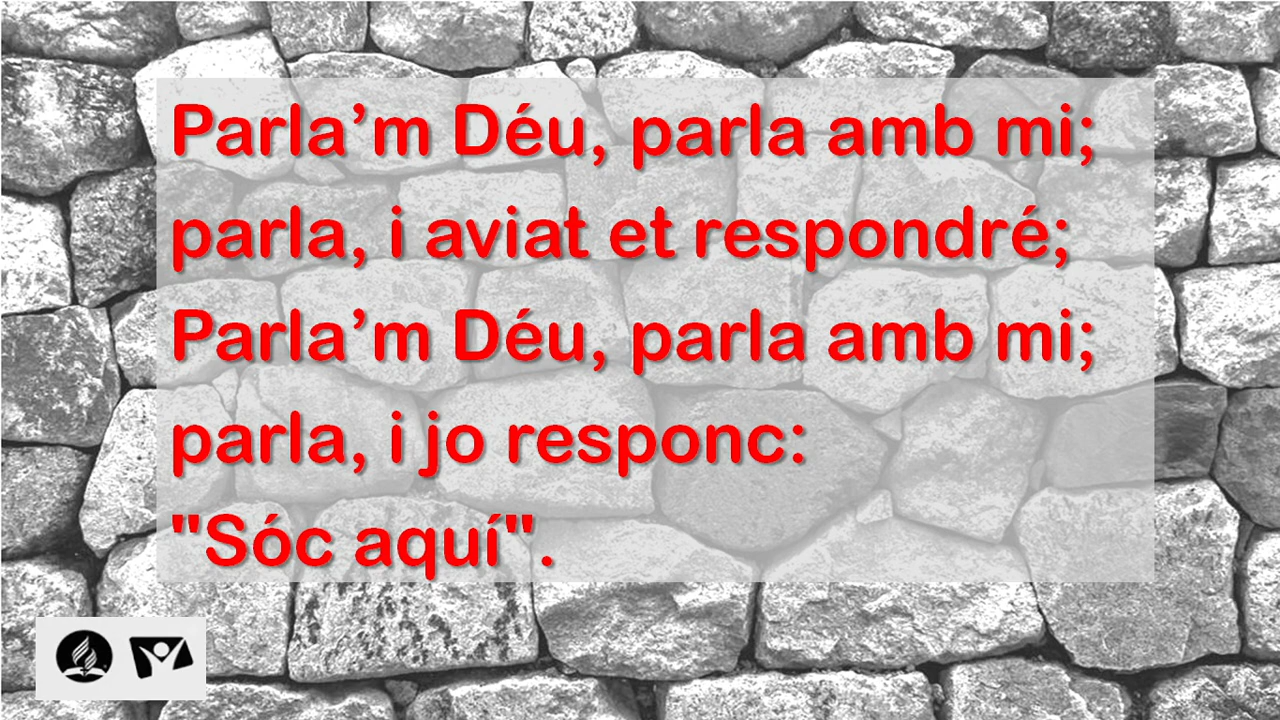 Parla’m Déu, parla amb mi;
parla, i aviat et respondré;
Parla’m Déu, parla amb mi;
parla, i jo responc:
"Sóc aquí".